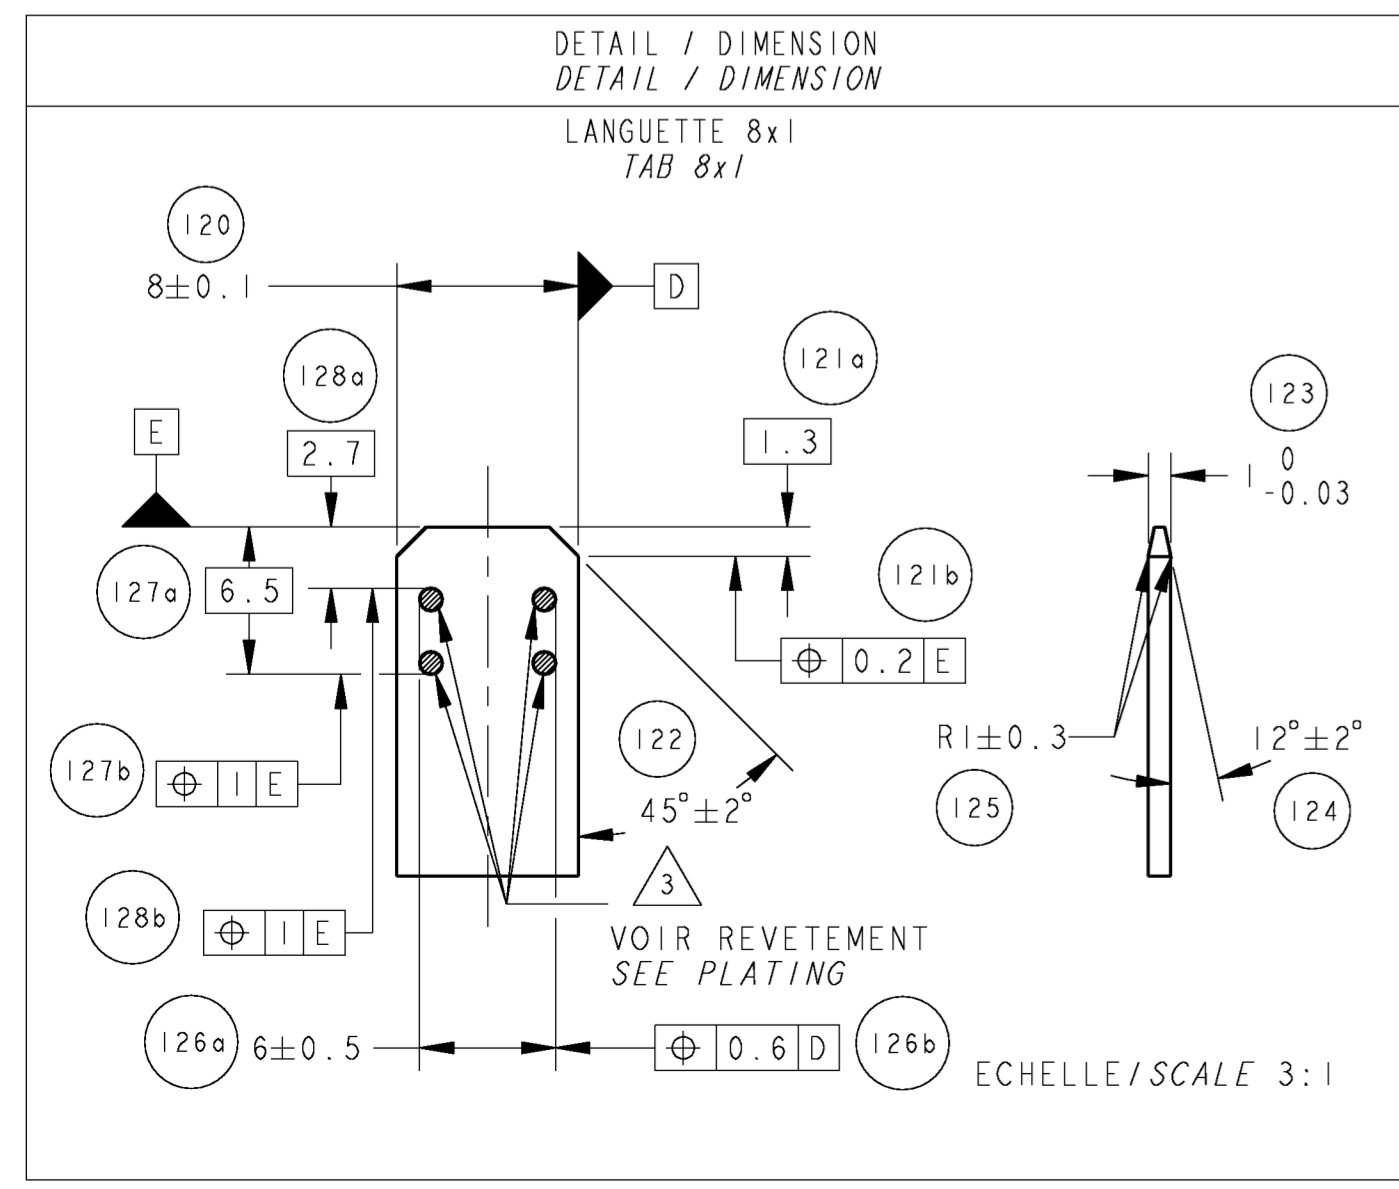 DETAIL / DIMENSION
DETAIL / DIMENSION
LANGUETTE 8x1
TAB 8x1
120
8±0.1
D
128a
121a
123
E
2.7
1.3
1 0 -0.03
127a
6.5
121b
⌖ 0.2 E
122
R1±0.3
12°±2°
127b
⌖ 1 E
45°±2°
125
124
3
128b
⌖ 1 E
VOIR REVETEMENT
SEE PLATING
126a
6±0.5
⌖ 0.6 D
126b
ECHELLE/SCALE 3:1